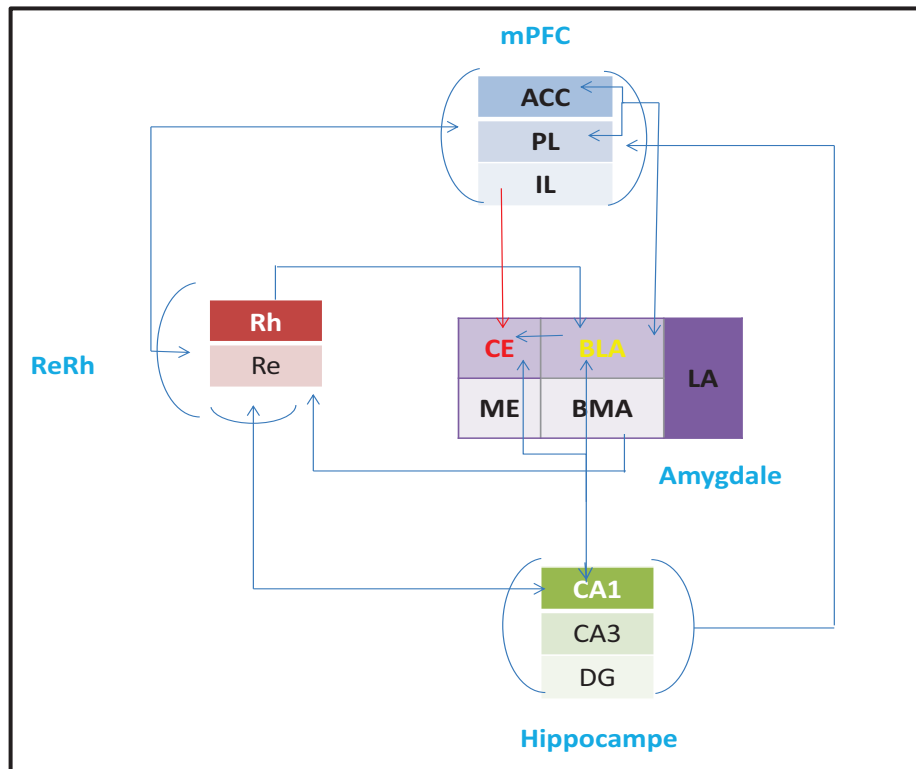 mPFC
ACC
PL
IL
Rh
Re
ReRh
CE
BLA
LA
ME
BMA
Amygdale
CA1
CA3
DG
Hippocampe